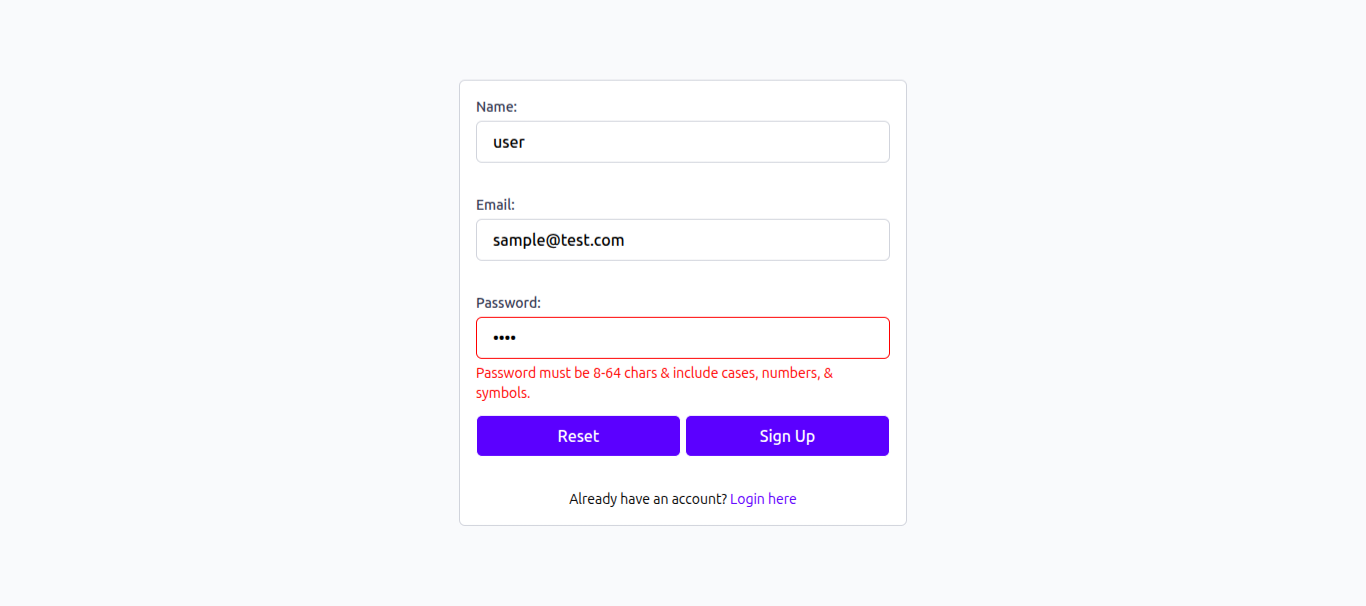 Name:
user
Email:
sample@test.com
Password:
••••
Password must be 8-64 chars & include cases, numbers, &
symbols.
Reset
Sign Up
Already have an account? Login here